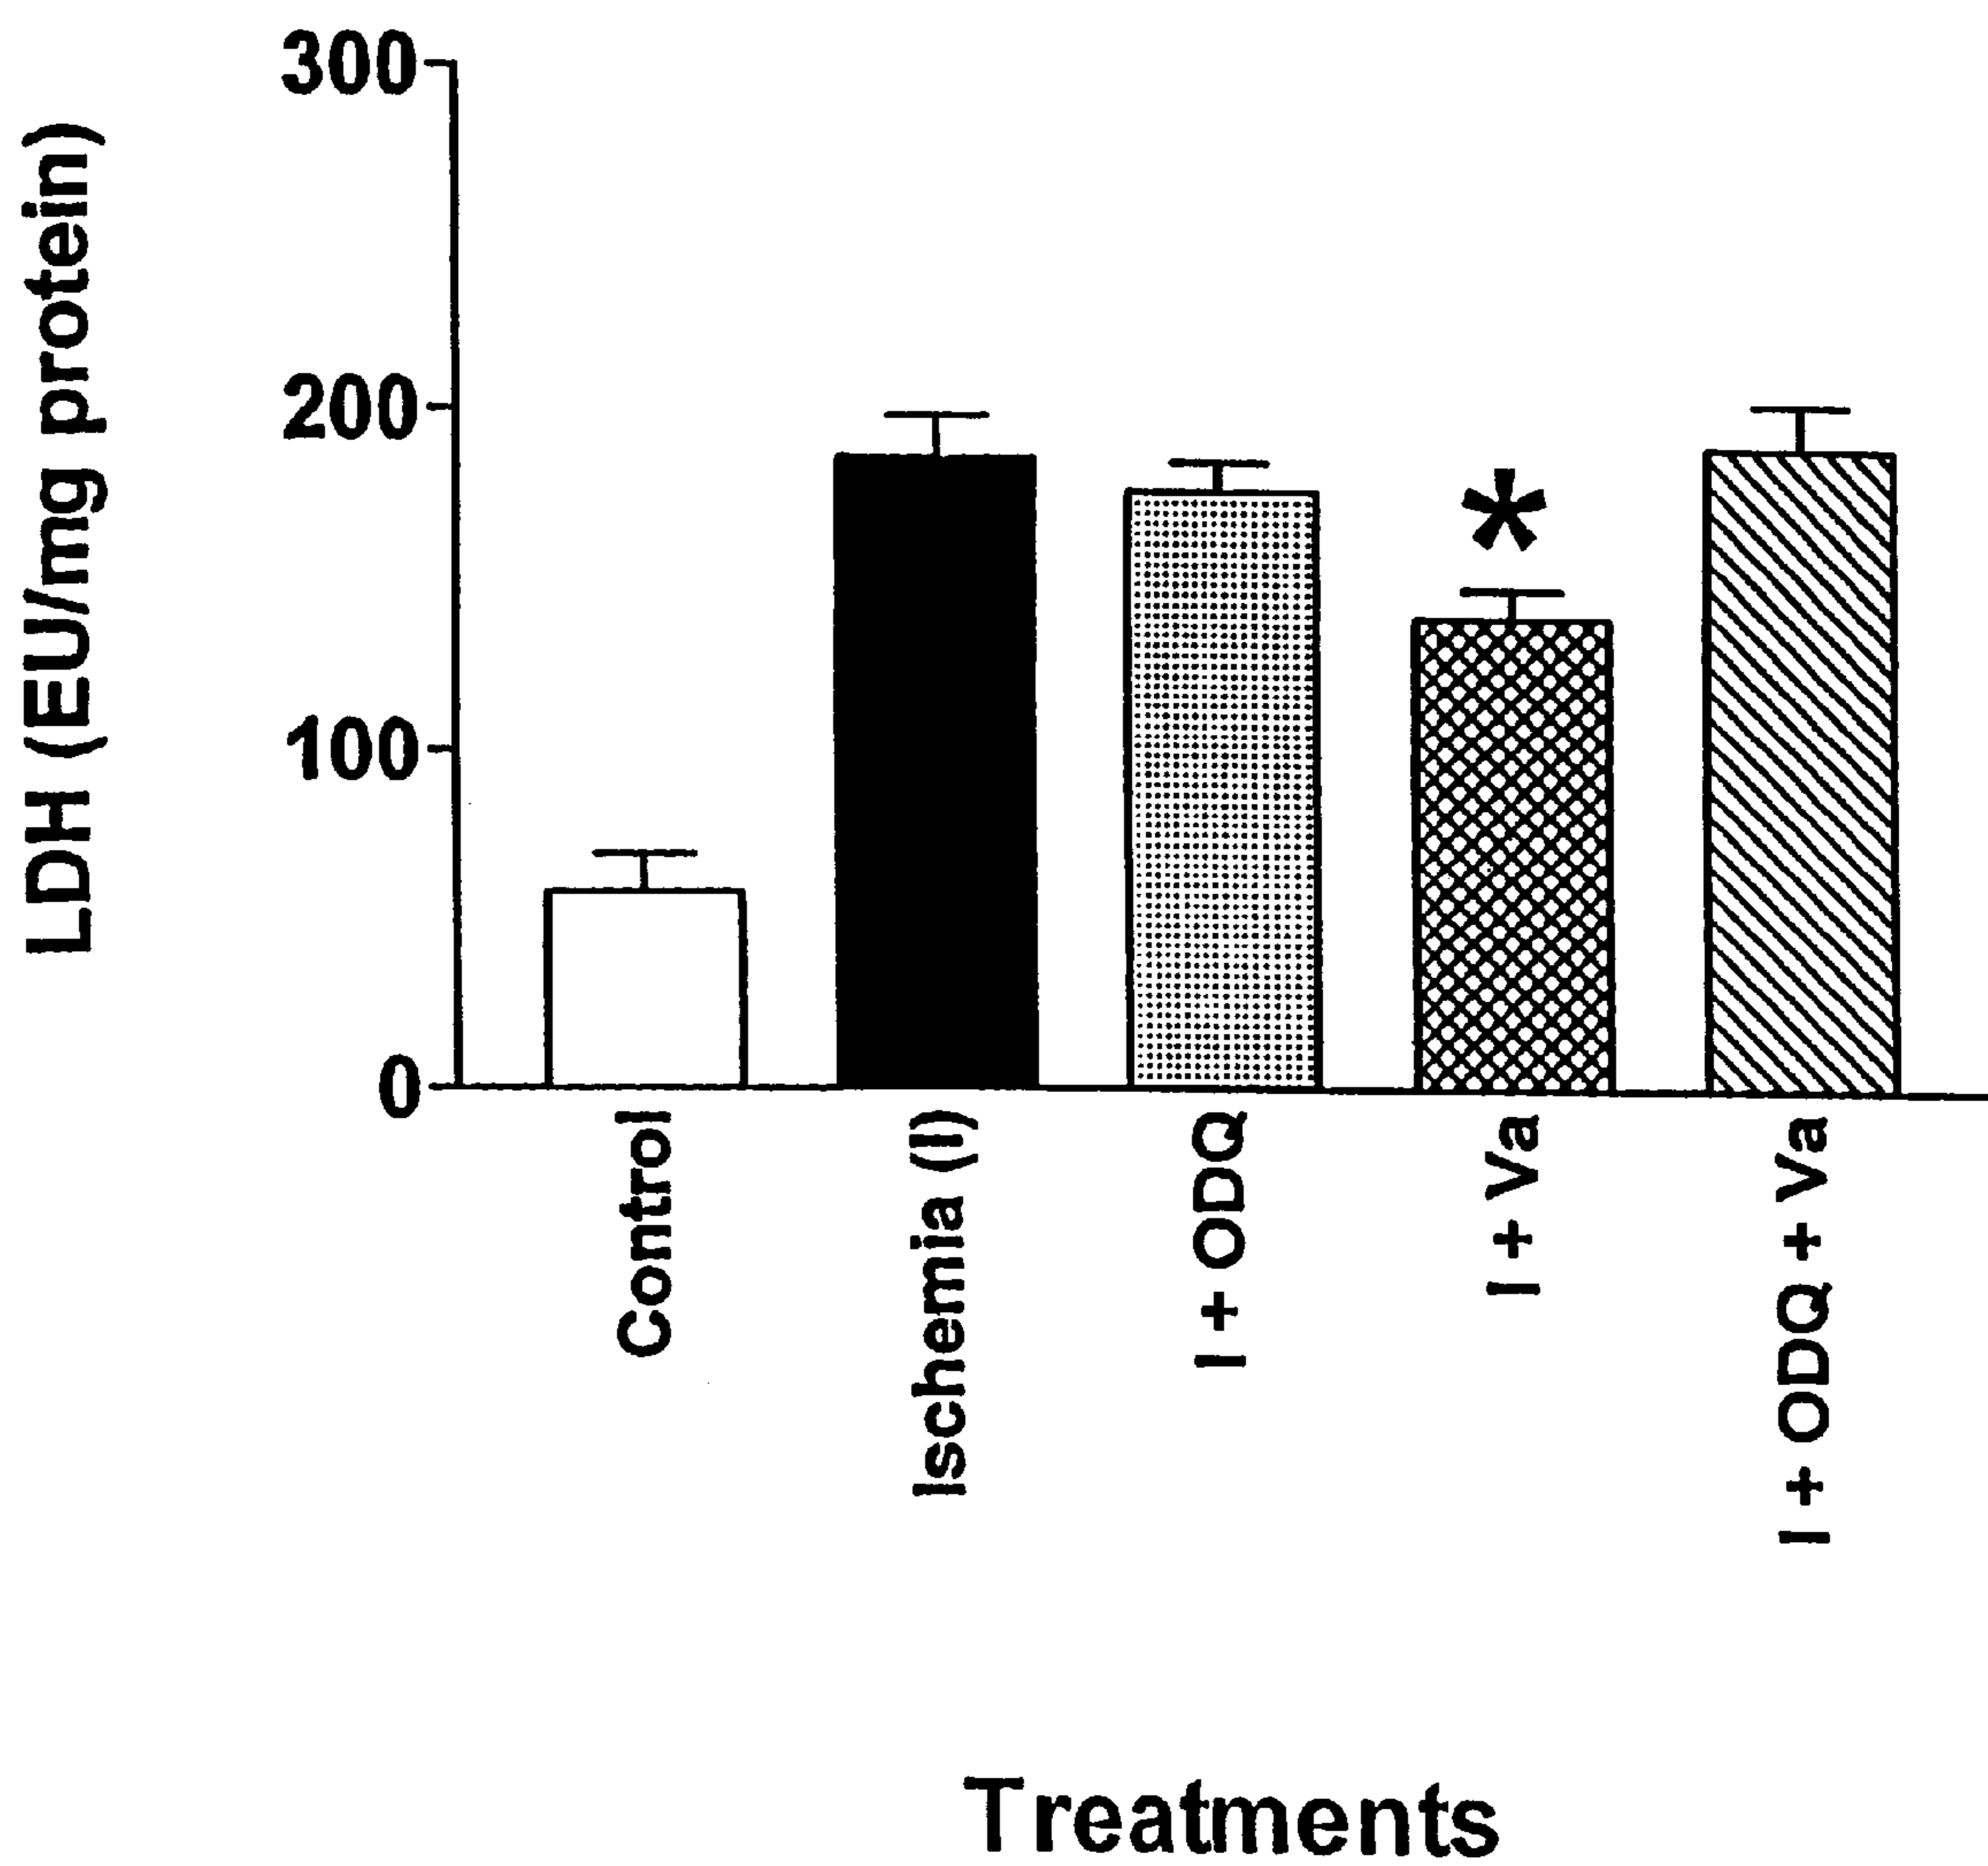 LDH (EU/mg protein)
300
200
100
0
*
Control
Ischemia (I)
I + ODQ
I + Va
I + ODQ + Va
Treatments